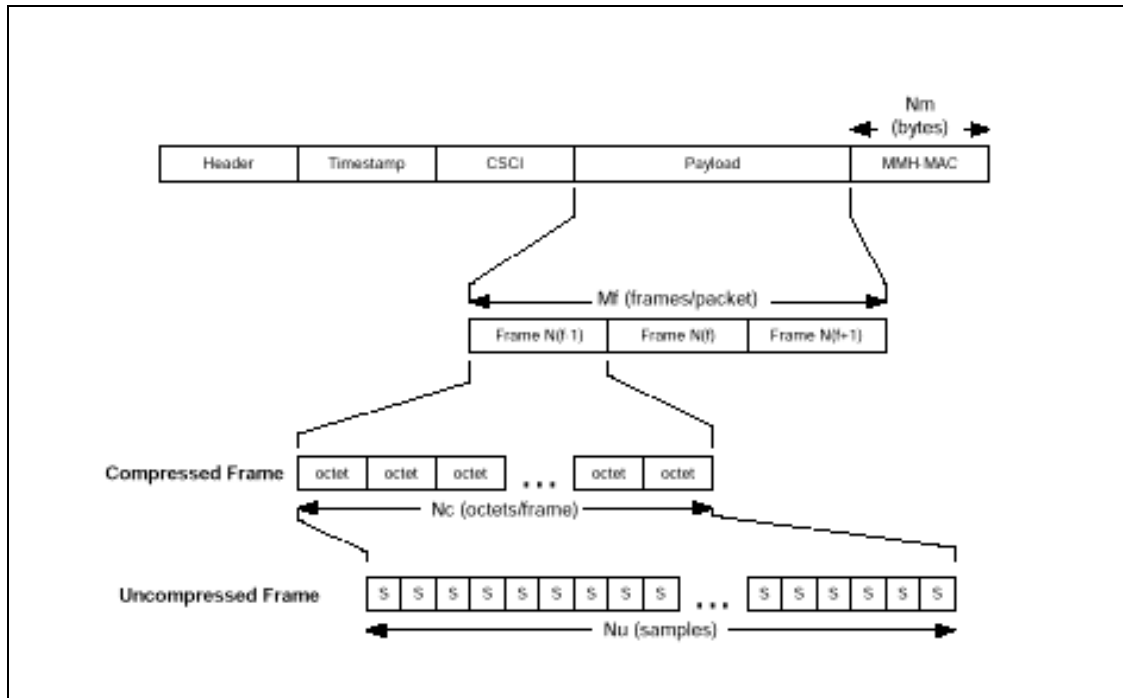 Nm
(bytes)
Header Timestamp CSCI Payload MMH-MAC
Mf (frames/packet)
Frame N(f-1) Frame N(f) Frame N(f+1)
Compressed Frame octet octet octet ... octet octet
Nc (octets/frame)
Uncompressed Frame S S S S S S S S S ... S S S S S S
Nu (samples)